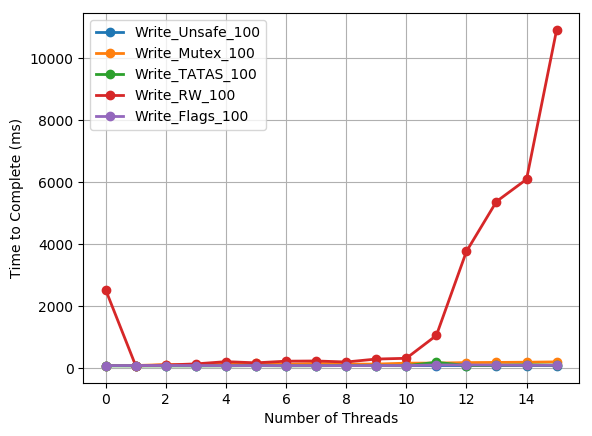 Write_Unsafe_100
Write_Mutex_100
Write_TATAS_100
Write_RW_100
Write_Flags_100
10000
8000
6000
4000
2000
0
Time to Complete (ms)
0 2 4 6 8 10 12 14
Number of Threads